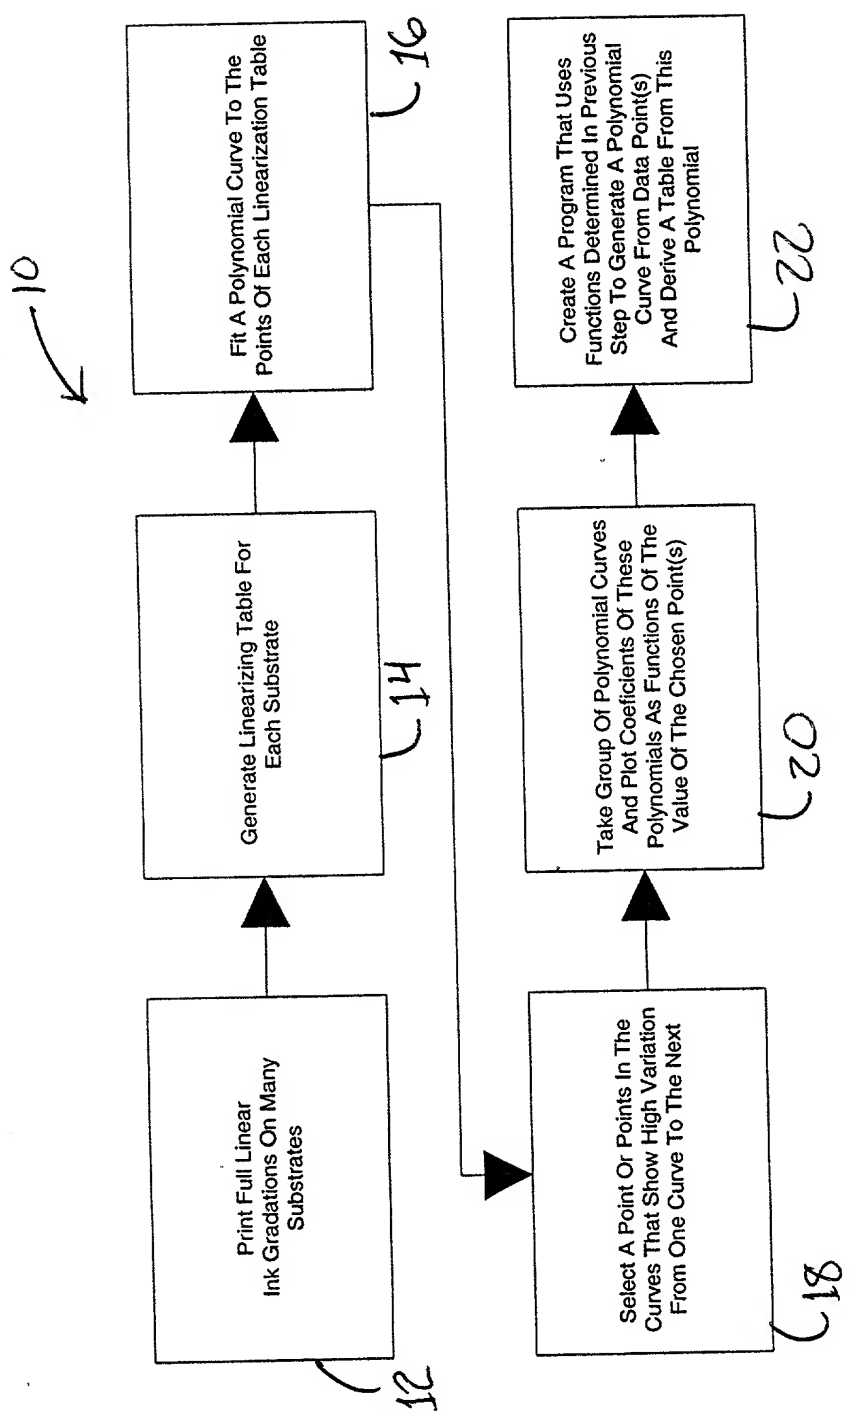 10
Print Full Linear
Ink Gradations On Many
Substrates
12
Generate Linearizing Table For
Each Substrate
14
Fit A Polynomial Curve To The
Points Of Each Linearization Table
16
Select A Point Or Points In The
Curves That Show High Variation
From One Curve To The Next
18
Take Group Of Polynomial Curves
And Plot Coeficients Of These
Polynomials As Functions Of The
Value Of The Chosen Point(s)
20
Create A Program That Uses
Functions Determined In Previous
Step To Generate A Polynomial
Curve From Data Point(s)
And Derive A Table From This
Polynomial
22